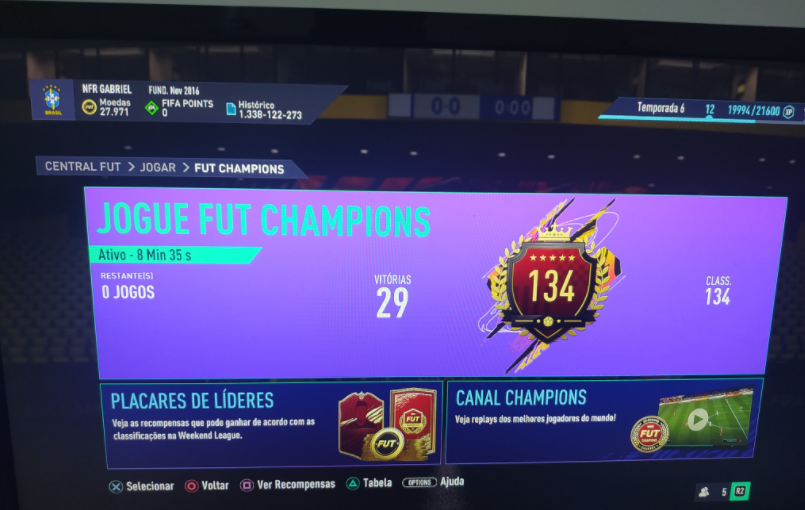 NFR GABRIEL
FUND. Nov 2016
Moedas
27.971
FIFA POINTS
0
Histórico
1.338-122-273
BRASIL
Temporada 6
12
19994/21600
XP
0-0
0:00
CENTRAL FUT > JOGAR > FUT CHAMPIONS
JOGUE FUT CHAMPIONS
Ativo - 8 Min 35 s
RESTANTE(S)
0 JOGOS
VITÓRIAS
29
134
CLASS.
134
PLACARES DE LÍDERES
Veja as recompensas que pode ganhar de acordo com as
classificações na Weekend League.
FUT
FUT
CANAL CHAMPIONS
Veja replays dos melhores jogadores do mundo!
FUT
Selecionar
Voltar
Ver Recompensas
Tabela
OPTIONS Ajuda
5
R2